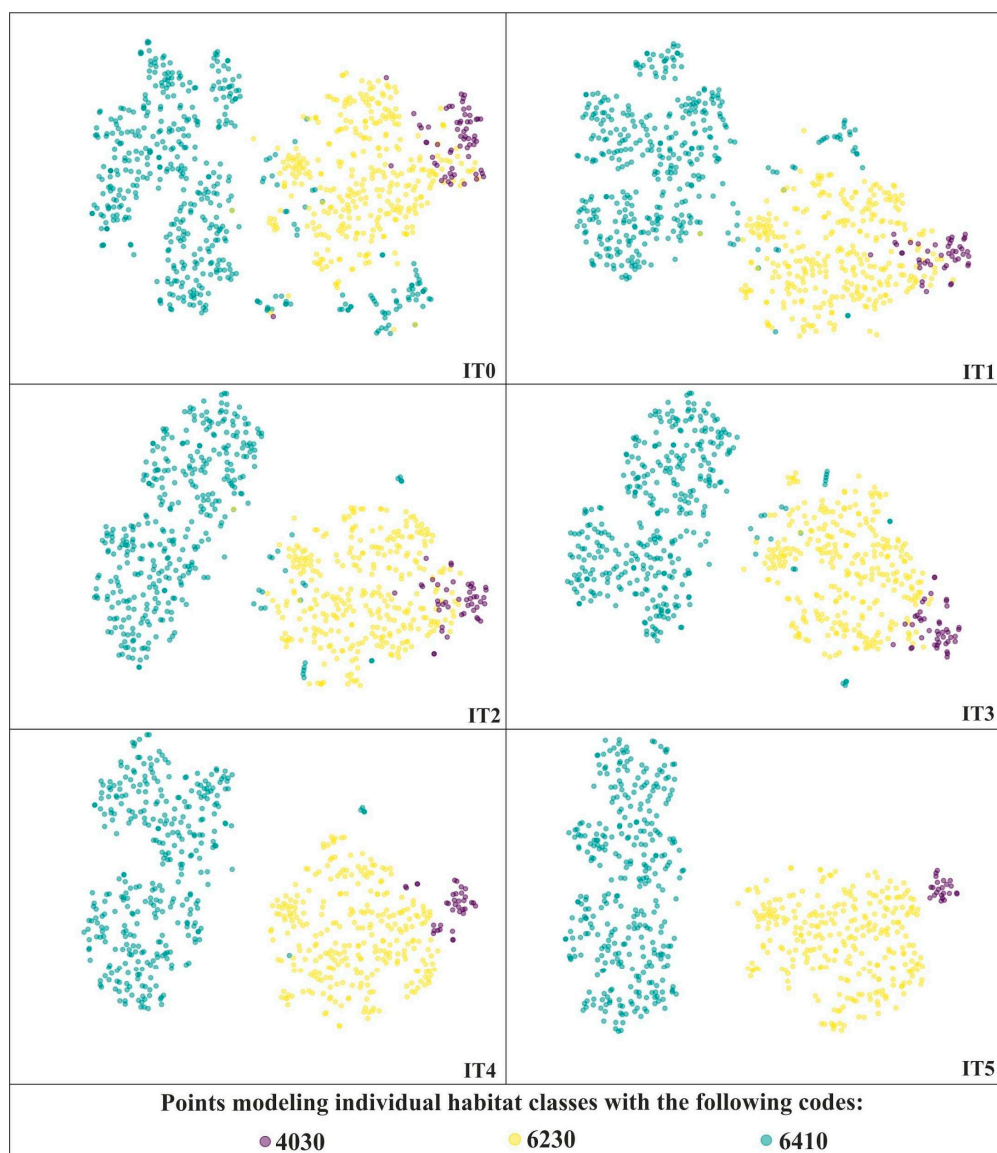 IT0
IT1
IT2
IT3
IT4
IT5
Points modeling individual habitat classes with the following codes:
4030 6230 6410